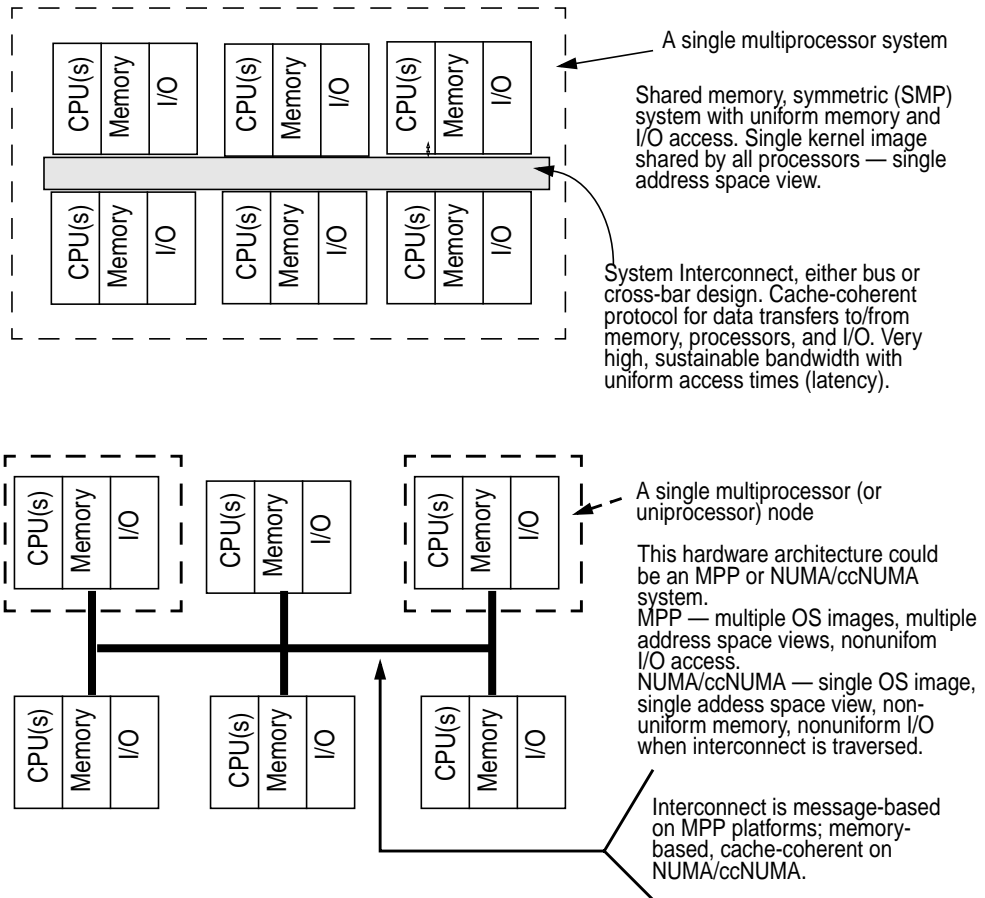 CPU(s) Memory I/O CPU(s) Memory I/O CPU(s) Memory I/O
A single multiprocessor system
Shared memory, symmetric (SMP)
system with uniform memory and
I/O access. Single kernel image
shared by all processors — single
address space view.
CPU(s) Memory I/O CPU(s) Memory I/O CPU(s) Memory I/O
System Interconnect, either bus or
cross-bar design. Cache-coherent
protocol for data transfers to/from
memory, processors, and I/O. Very
high, sustainable bandwidth with
uniform access times (latency).
CPU(s) Memory I/O CPU(s) Memory I/O CPU(s) Memory I/O
A single multiprocessor (or
uniprocessor) node
This hardware architecture could
be an MPP or NUMA/ccNUMA
system.
MPP — multiple OS images, multiple
address space views, nonunifom
I/O access.
NUMA/ccNUMA — single OS image,
single addess space view, non-
uniform memory, nonuniform I/O
when interconnect is traversed.
CPU(s) Memory I/O CPU(s) Memory I/O CPU(s) Memory I/O
Interconnect is message-based
on MPP platforms; memory-
based, cache-coherent on
NUMA/ccNUMA.